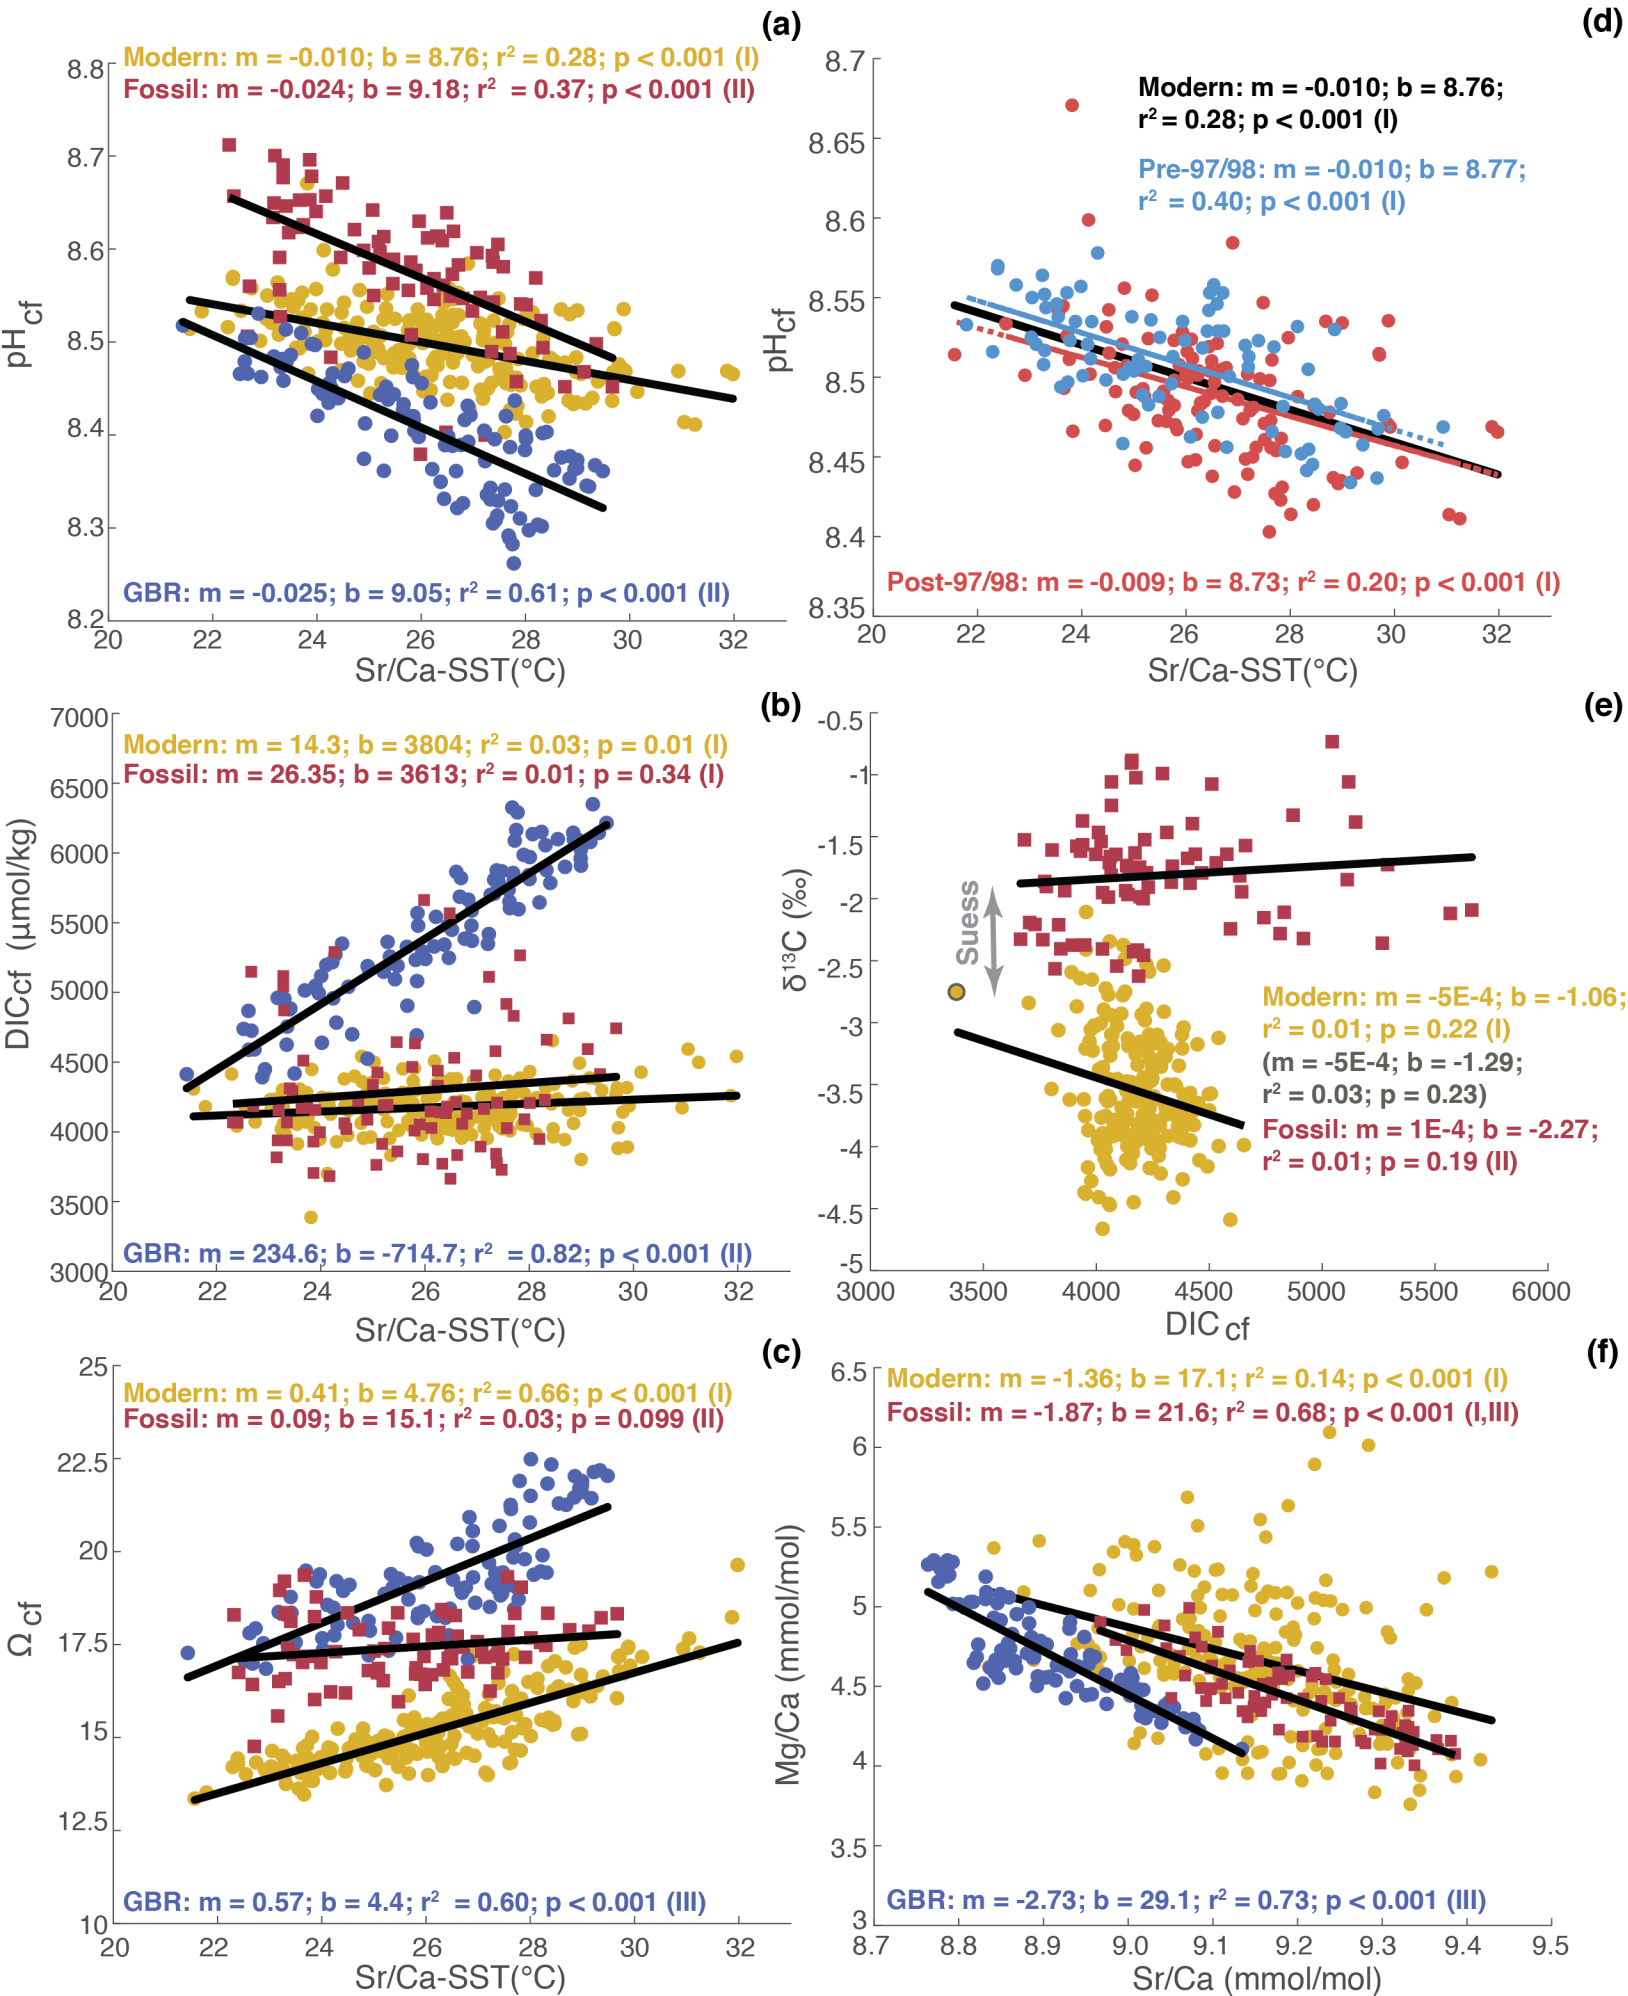 (a)
Modern: m = -0.010; b = 8.76; r² = 0.28; p < 0.001 (I)
Fossil: m = -0.024; b = 9.18; r² = 0.37; p < 0.001 (II)
8.8
8.7
8.6
8.5
8.4
8.3
8.2
pHcf
GBR: m = -0.025; b = 9.05; r² = 0.61; p < 0.001 (II)
20 22 24 26 28 30 32
Sr/Ca-SST(°C)
(d)
8.7
8.65
8.6
8.55
8.5
8.45
8.4
8.35
pHcf
Modern: m = -0.010; b = 8.76;
r² = 0.28; p < 0.001 (I)
Pre-97/98: m = -0.010; b = 8.77;
r² = 0.40; p < 0.001 (I)
Post-97/98: m = -0.009; b = 8.73; r² = 0.20; p < 0.001 (I)
20 22 24 26 28 30 32
Sr/Ca-SST(°C)
(b)
7000
6500
6000
5500
5000
4500
4000
3500
3000
DICcf (µmol/kg)
Modern: m = 14.3; b = 3804; r² = 0.03; p = 0.01 (I)
Fossil: m = 26.35; b = 3613; r² = 0.01; p = 0.34 (I)
GBR: m = 234.6; b = -714.7; r² = 0.82; p < 0.001 (II)
20 22 24 26 28 30 32
Sr/Ca-SST(°C)
(e)
-0.5
-1
-1.5
-2
-2.5
-3
-3.5
-4
-4.5
-5
δ¹³C (‰)
Suess
Modern: m = -5E-4; b = -1.06;
r² = 0.01; p = 0.22 (I)
(m = -5E-4; b = -1.29;
r² = 0.03; p = 0.23)
Fossil: m = 1E-4; b = -2.27;
r² = 0.01; p = 0.19 (II)
3000 3500 4000 4500 5000 5500 6000
DICcf
(c)
25
22.5
20
17.5
15
12.5
10
Ωcf
Modern: m = 0.41; b = 4.76; r² = 0.66; p < 0.001 (I)
Fossil: m = 0.09; b = 15.1; r² = 0.03; p = 0.099 (II)
GBR: m = 0.57; b = 4.4; r² = 0.60; p < 0.001 (III)
20 22 24 26 28 30 32
Sr/Ca-SST(°C)
(f)
6.5
6
5.5
5
4.5
4
3.5
3
Mg/Ca (mmol/mol)
Modern: m = -1.36; b = 17.1; r² = 0.14; p < 0.001 (I)
Fossil: m = -1.87; b = 21.6; r² = 0.68; p < 0.001 (I,III)
GBR: m = -2.73; b = 29.1; r² = 0.73; p < 0.001 (III)
8.7 8.8 8.9 9.0 9.1 9.2 9.3 9.4 9.5
Sr/Ca (mmol/mol)